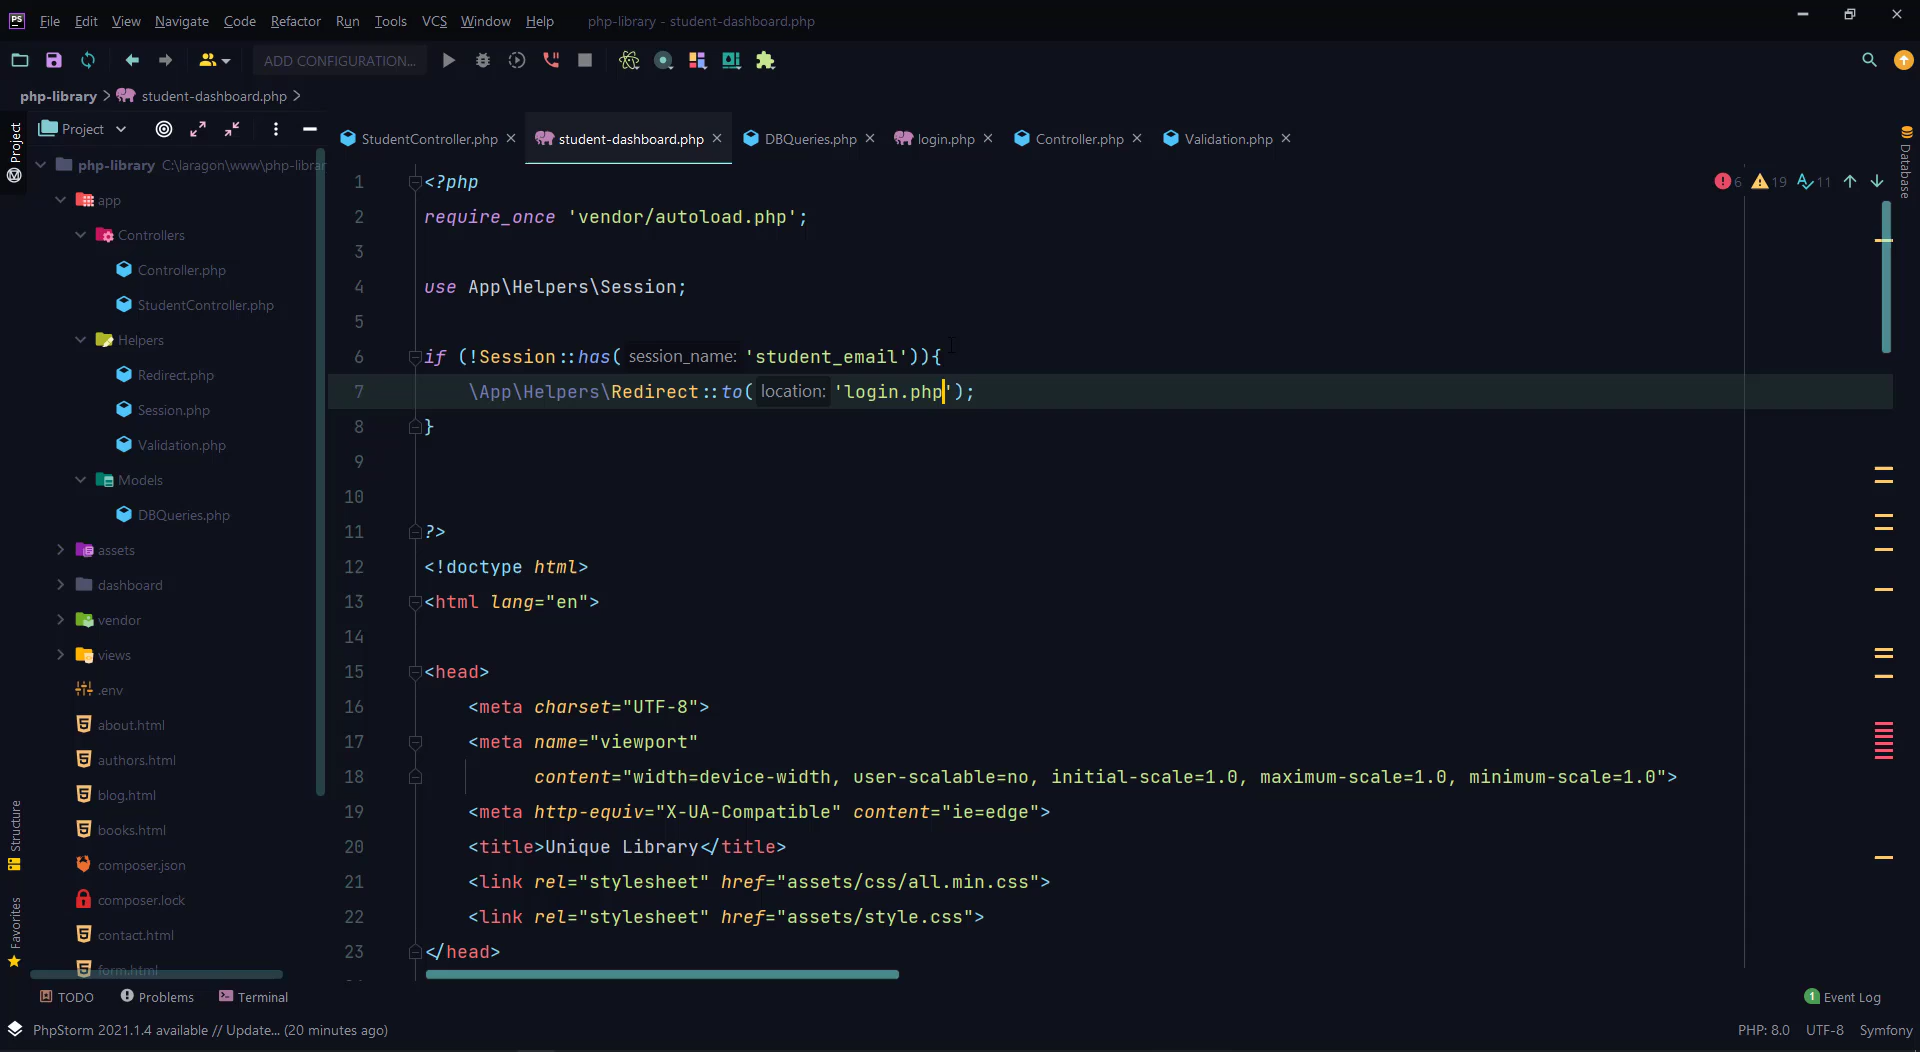 PS File Edit View Navigate Code Refactor Run Tools VCS Window Help php-library - student-dashboard.php
ADD CONFIGURATION...
php-library student-dashboard.php
Project
StudentController.php
student-dashboard.php
DBQueries.php
login.php
Controller.php
Validation.php
Project
Database
Structure
Favorites
php-library C:\laragon\www\php-librar
app
Controllers
Controller.php
StudentController.php
Helpers
Redirect.php
Session.php
Validation.php
Models
DBQueries.php
assets
dashboard
vendor
views
.env
about.html
authors.html
blog.html
books.html
composer.json
composer.lock
contact.html
form.html
6 19 11
1 <?php
2 require_once 'vendor/autoload.php';
3
4 use App\Helpers\Session;
5
6 if (!Session::has( session_name: 'student_email')){
7 \App\Helpers\Redirect::to( location: 'login.php');
8 }
9
10
11 ?>
12 <!doctype html>
13 <html lang="en">
14
15 <head>
16 <meta charset="UTF-8">
17 <meta name="viewport"
18 content="width=device-width, user-scalable=no, initial-scale=1.0, maximum-scale=1.0, minimum-scale=1.0">
19 <meta http-equiv="X-UA-Compatible" content="ie=edge">
20 <title>Unique Library</title>
21 <link rel="stylesheet" href="assets/css/all.min.css">
22 <link rel="stylesheet" href="assets/style.css">
23 </head>
TODO Problems Terminal
1 Event Log
PhpStorm 2021.1.4 available // Update... (20 minutes ago)
PHP: 8.0 UTF-8 Symfony